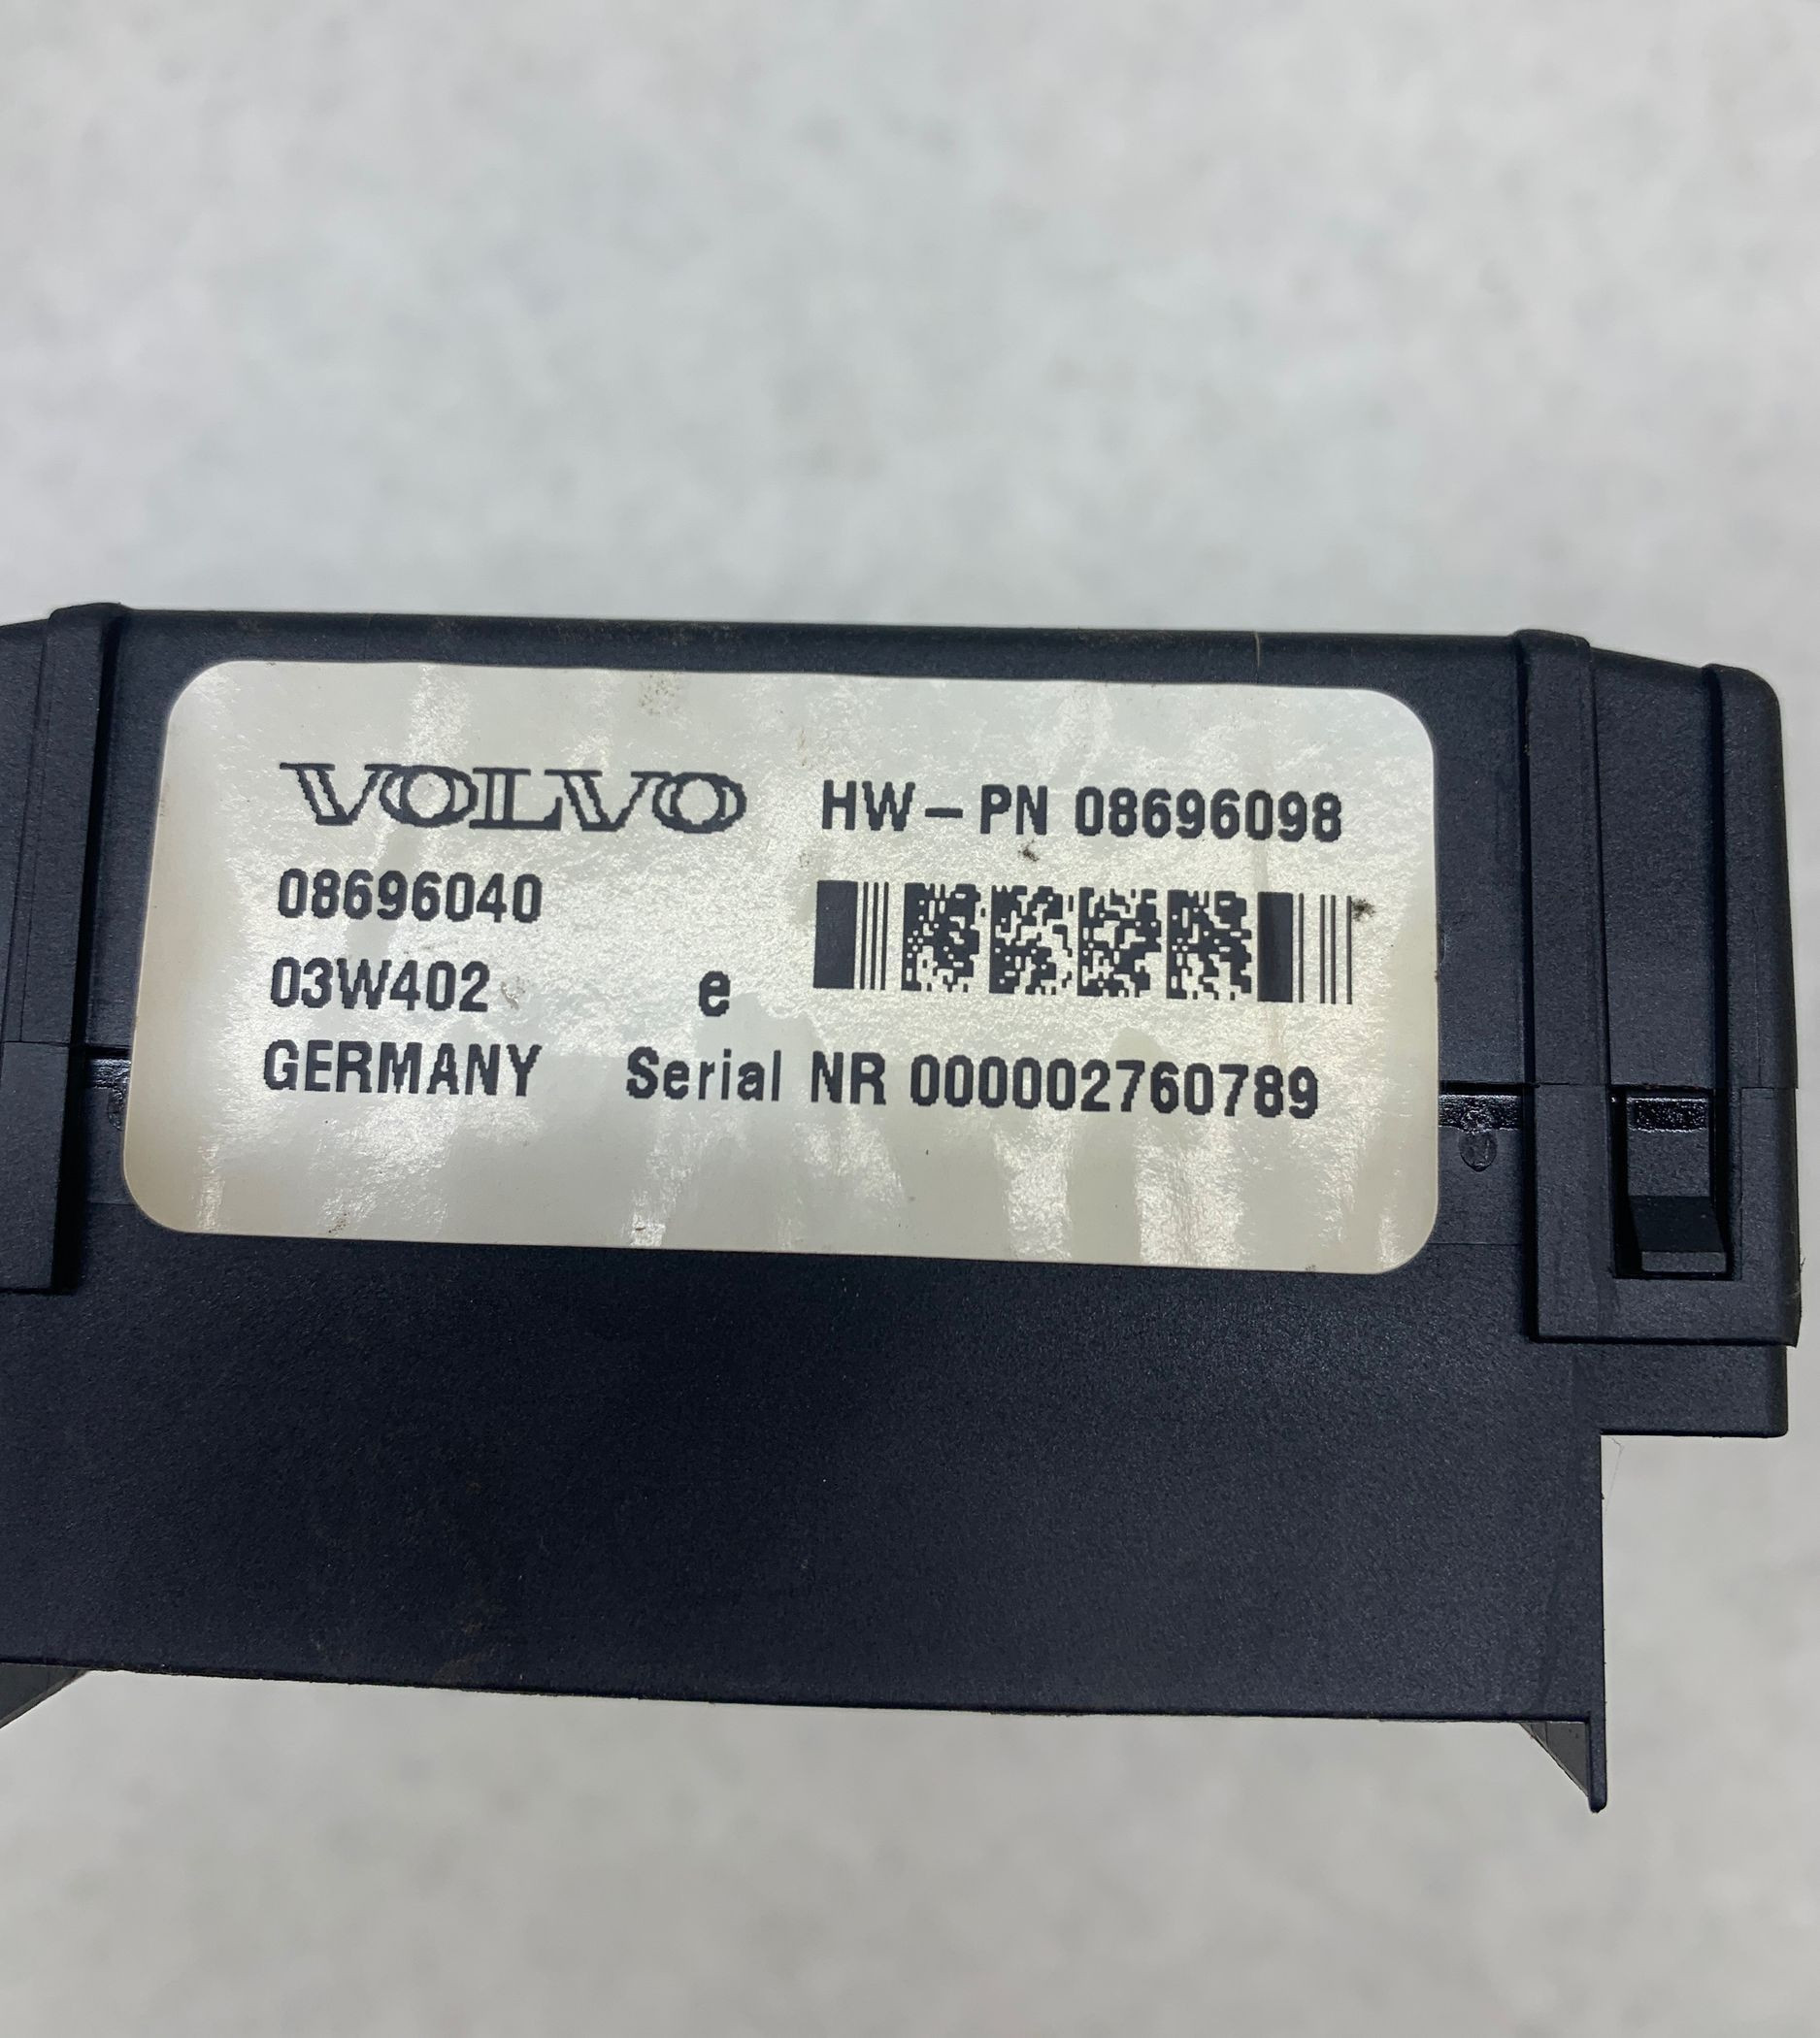 VOLVO HW-PN 08696098
08696040
03W402 e
GERMANY Serial NR 000002760789